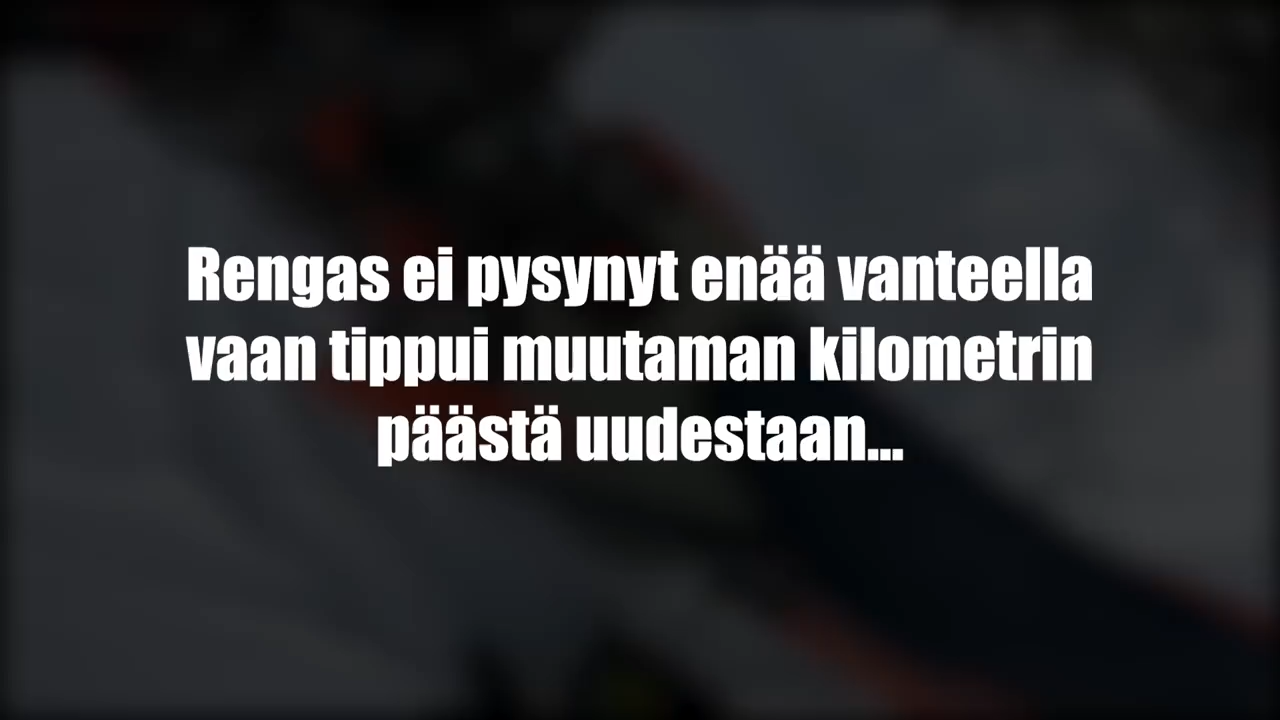 Rengas ei pysynyt enää vanteella
vaan tippui muutaman kilometrin
päästä uudestaan...